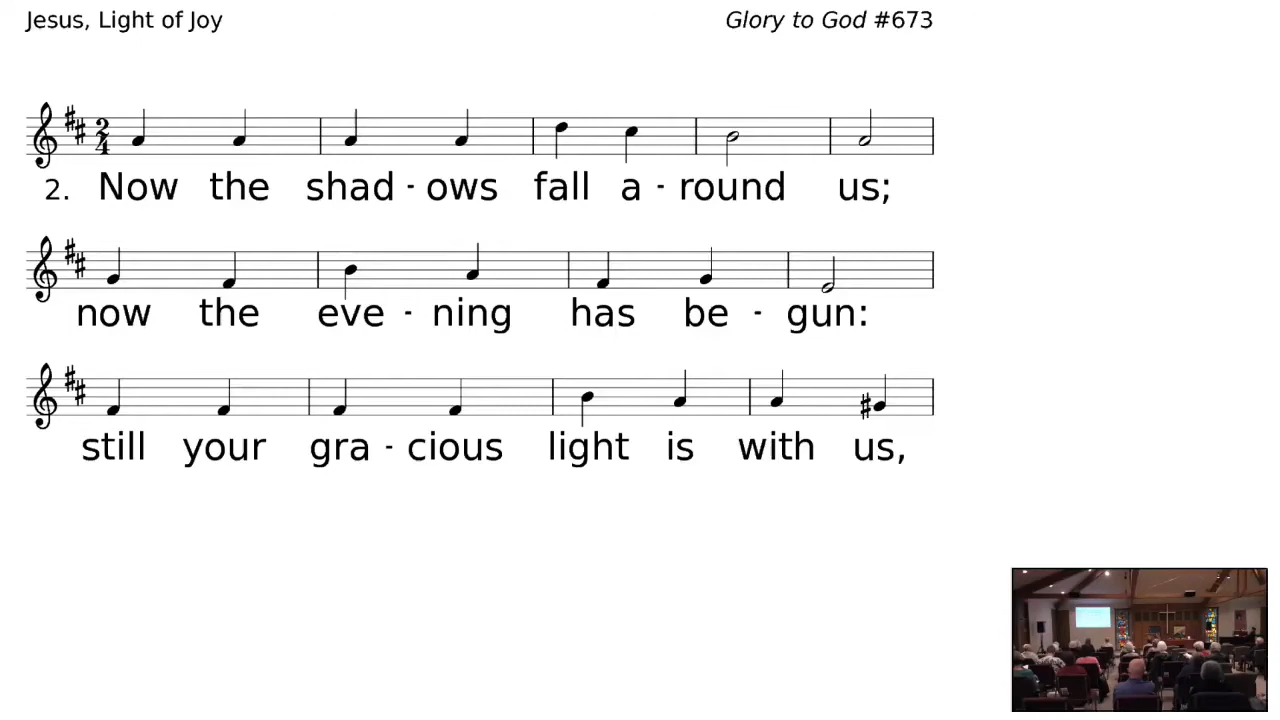 Jesus, Light of Joy
Glory to God #673
2. Now the shad - ows fall a - round us;
now the eve - ning has be - gun:
still your gra - cious light is with us,